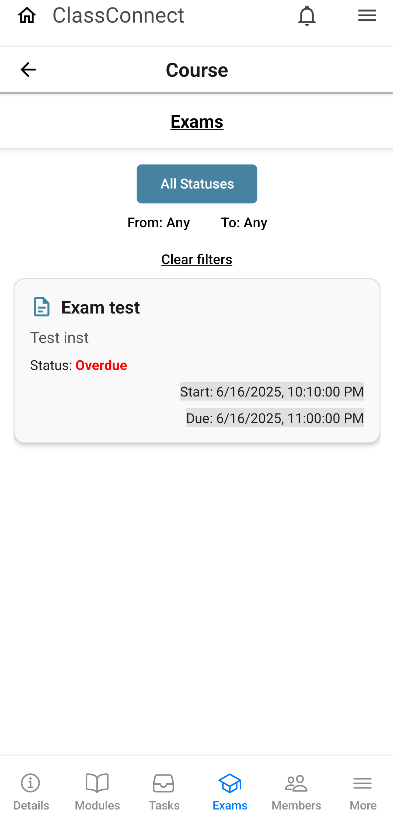 ClassConnect
Course
Exams
All Statuses
From: Any To: Any
Clear filters
Exam test
Test inst
Status: Overdue
Start: 6/16/2025, 10:10:00 PM
Due: 6/16/2025, 11:00:00 PM
Details Modules Tasks Exams Members More